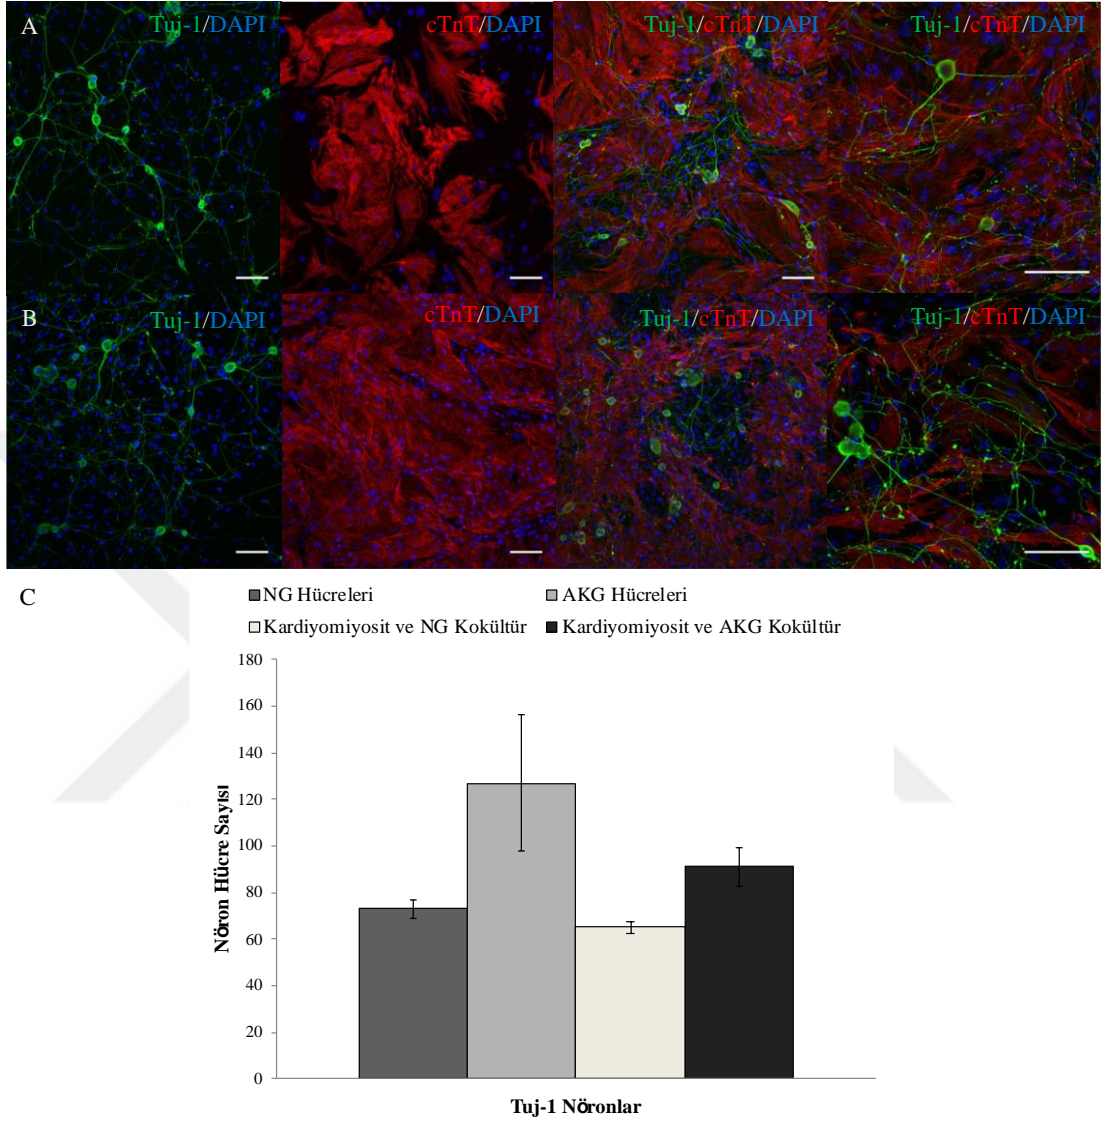 A Tuj-1/DAPI cTnT/DAPI Tuj-1/cTnT/DAPI Tuj-1/cTnT/DAPI
B Tuj-1/DAPI cTnT/DAPI Tuj-1/cTnT/DAPI Tuj-1/cTnT/DAPI
C
NG Hücreleri AKG Hücreleri
Kardiyomiyosit ve NG Kokültür Kardiyomiyosit ve AKG Kokültür
180
160
140
120
100
80
60
40
20
0
Nöron Hücre Sayısı
Tuj-1 Nöronlar